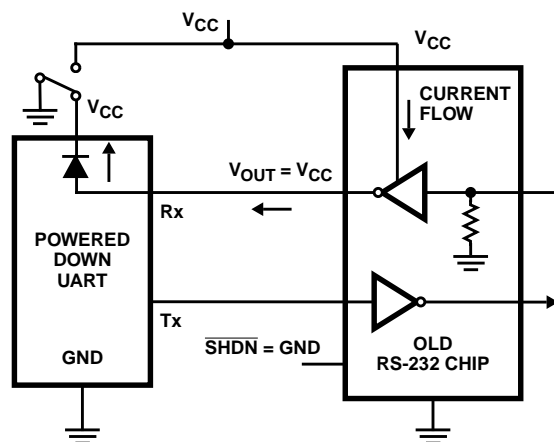 VCC
VCC
VCC
CURRENT
FLOW
VOUT = VCC
Rx
POWERED
DOWN
UART
Tx
GND
SHDN = GND
OLD
RS-232 CHIP